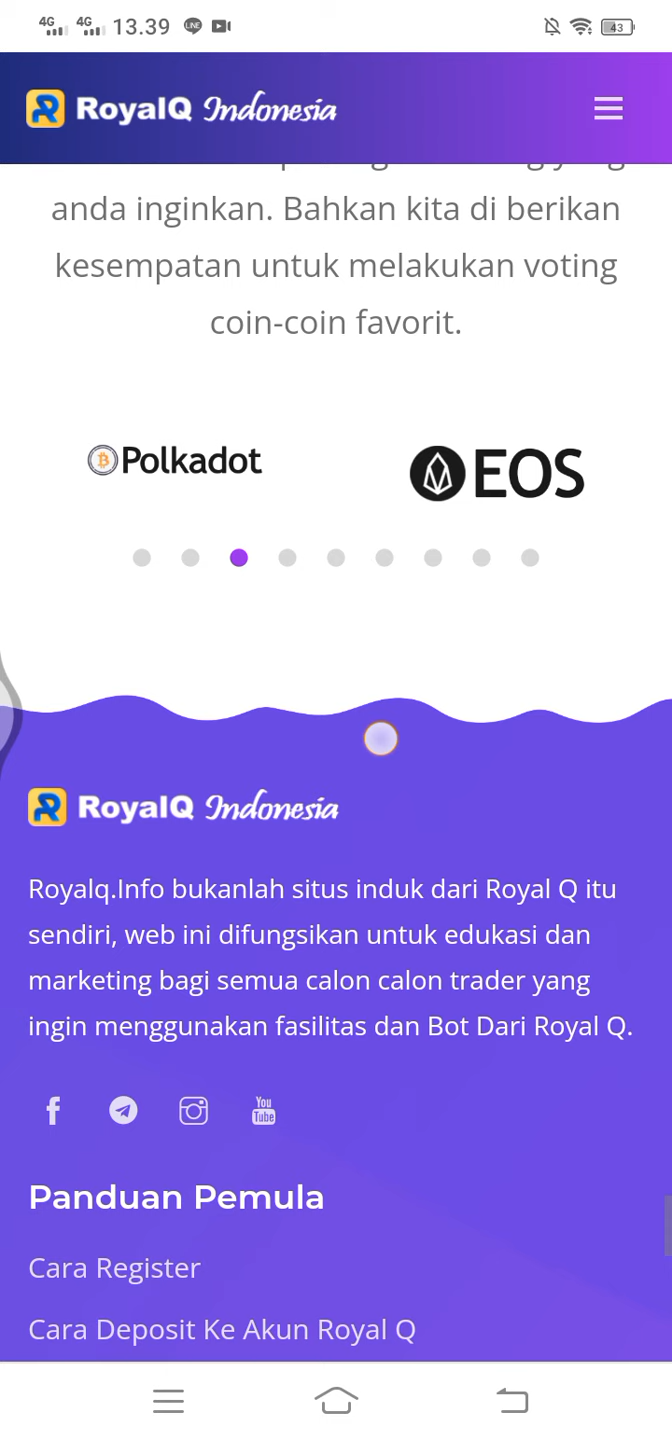 4G 4G 13.39 LINE 43
RoyalQ Indonesia
anda inginkan. Bahkan kita di berikan
kesempatan untuk melakukan voting
coin-coin favorit.
Polkadot EOS
RoyalQ Indonesia
Royalq.Info bukanlah situs induk dari Royal Q itu
sendiri, web ini difungsikan untuk edukasi dan
marketing bagi semua calon calon trader yang
ingin menggunakan fasilitas dan Bot Dari Royal Q.
You Tube
Panduan Pemula
Cara Register
Cara Deposit Ke Akun Royal Q